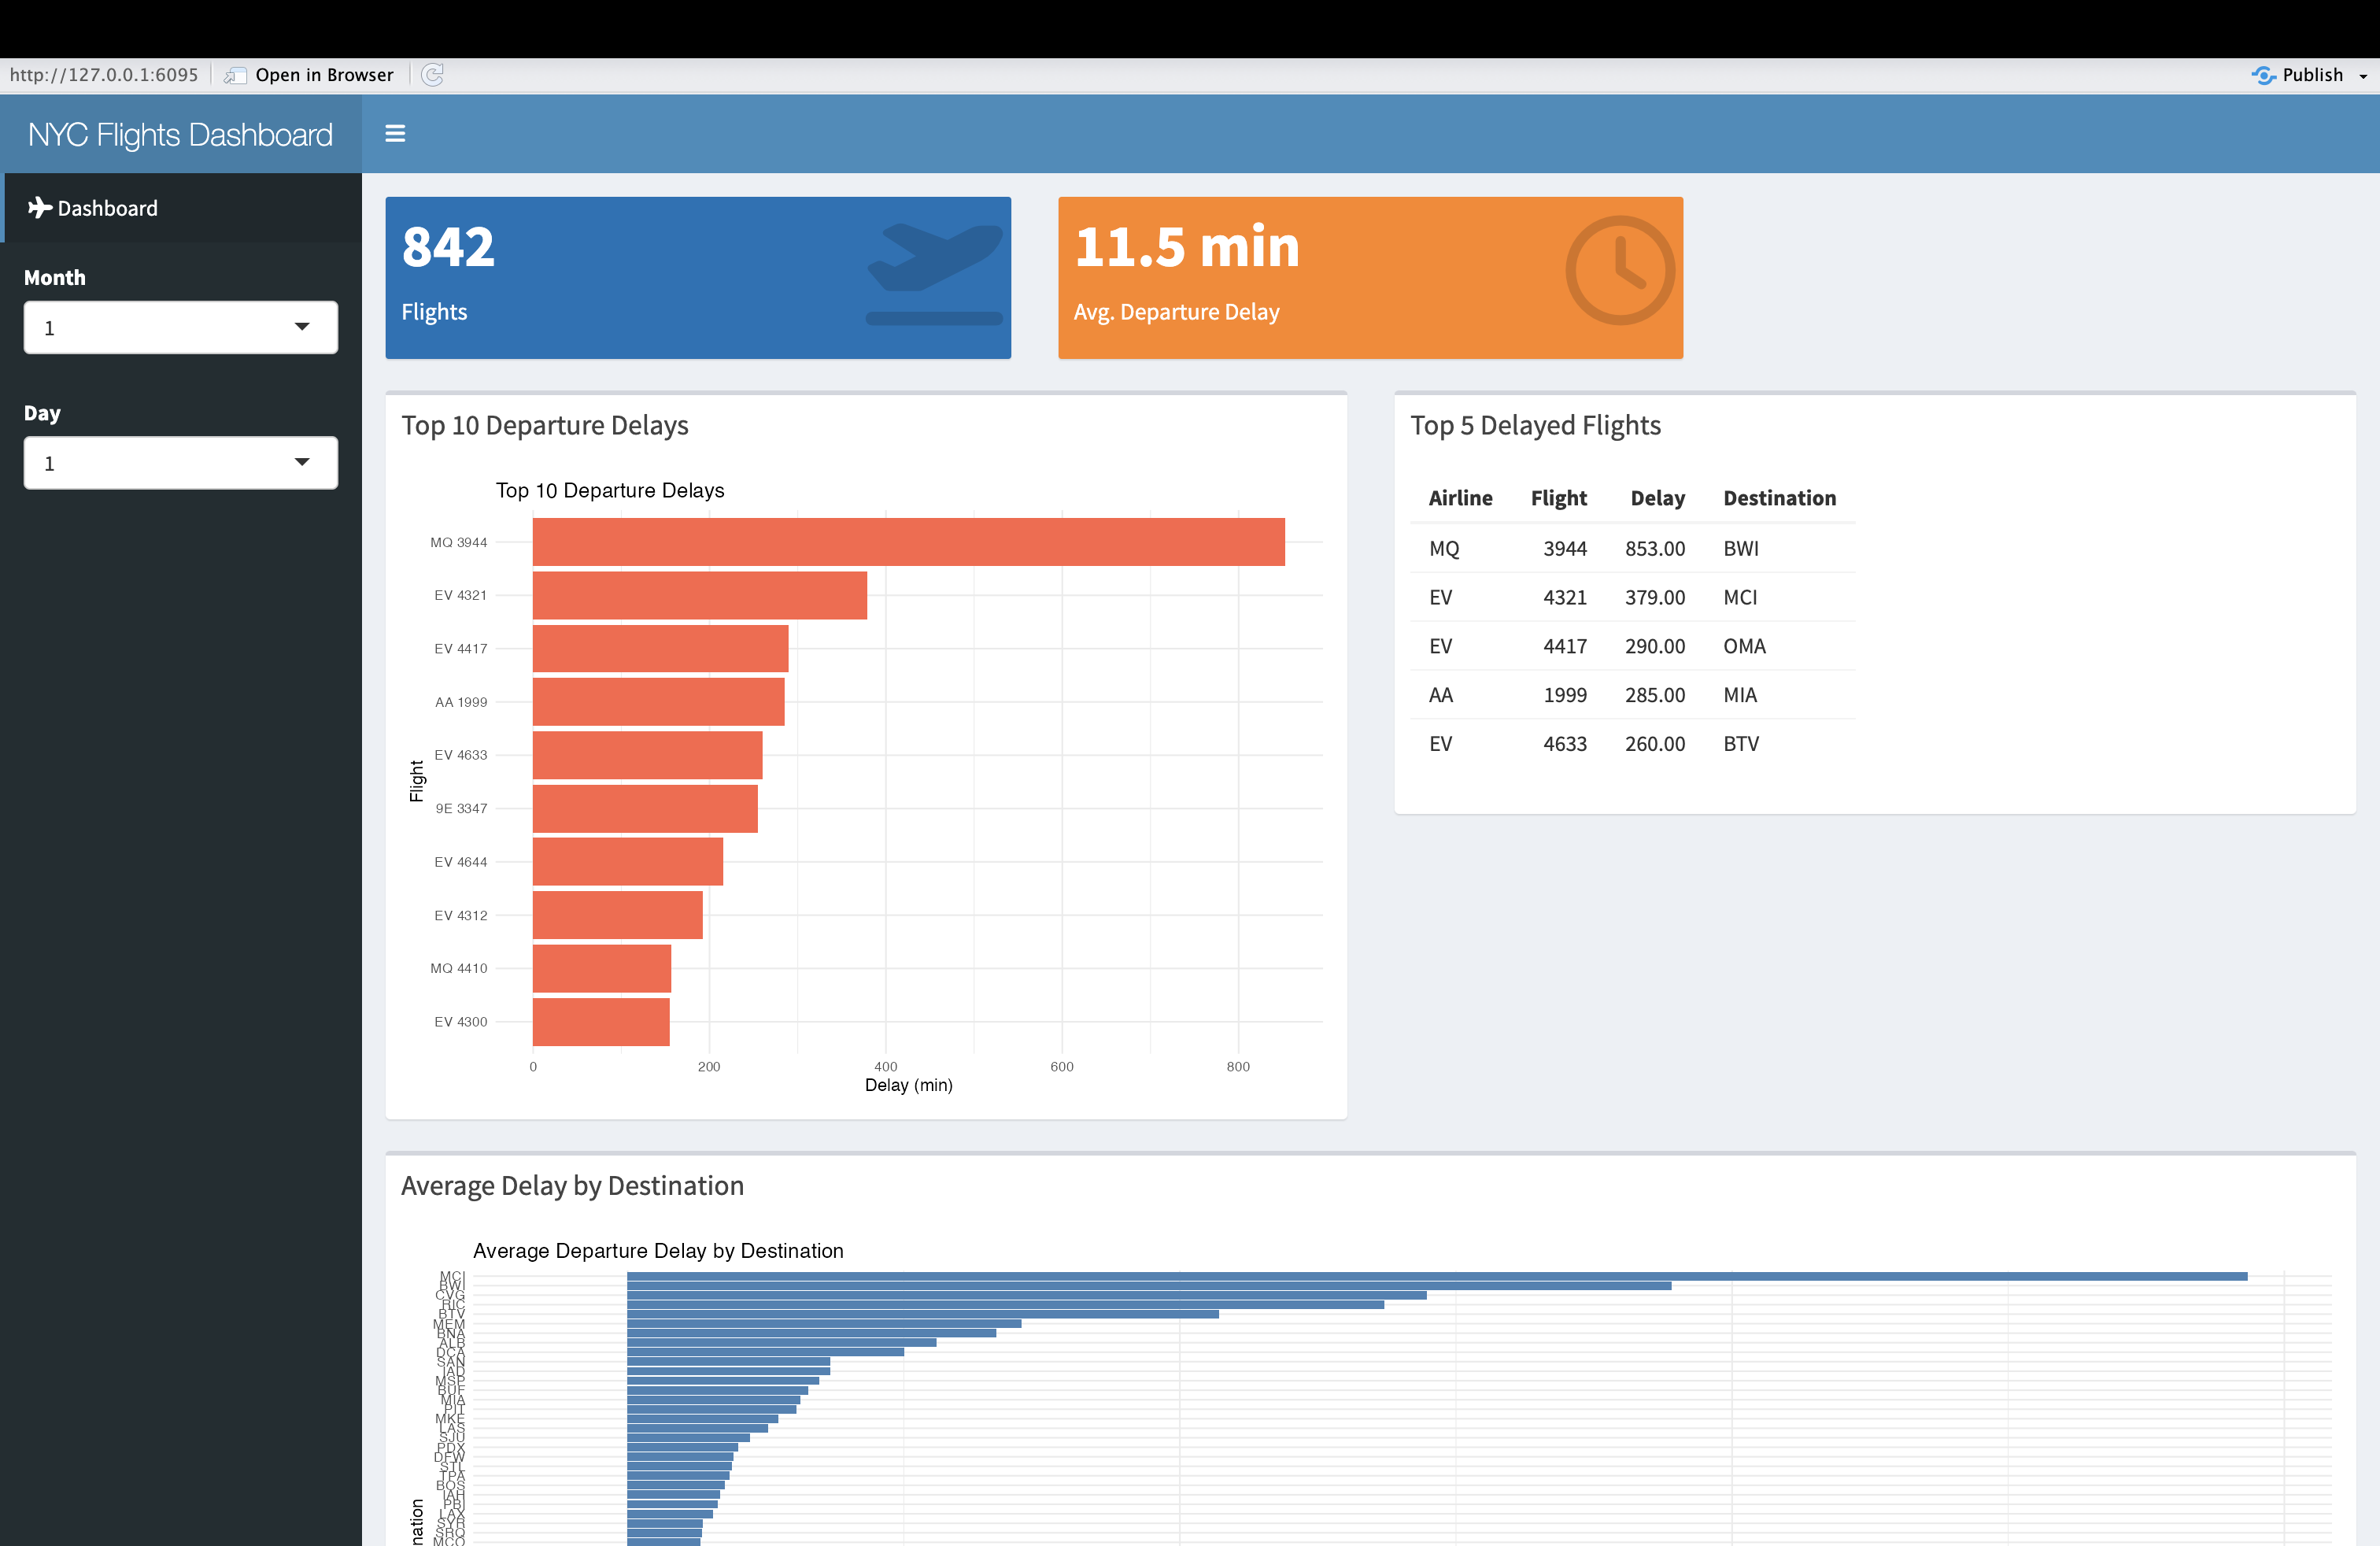 http://127.0.0.1:6095 Open in Browser Publish
NYC Flights Dashboard
Dashboard
Month
1
Day
1
842
Flights
11.5 min
Avg. Departure Delay
Top 10 Departure Delays
Top 10 Departure Delays
MQ 3944
EV 4321
EV 4417
AA 1999
EV 4633
9E 3347
EV 4644
EV 4312
MQ 4410
EV 4300
Flight
0 200 400 600 800
Delay (min)
Top 5 Delayed Flights
Airline Flight Delay Destination
MQ 3944 853.00 BWI
EV 4321 379.00 MCI
EV 4417 290.00 OMA
AA 1999 285.00 MIA
EV 4633 260.00 BTV
Average Delay by Destination
Average Departure Delay by Destination
MCI
BWI
CVG
RIC
BTV
MEM
BNA
ALB
DCA
SAN
IAD
MSP
BUF
MIA
PIT
MKE
LAS
SJU
PDX
DFW
STL
TPA
BOS
IAH
PBI
LAX
SYR
SRQ
MCO
nation